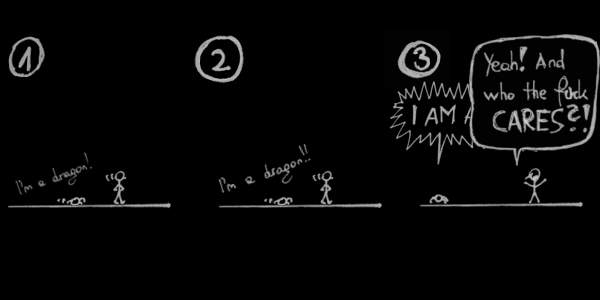 1
I'm a dragon!
2
I'm a dragon!!
3
I AM
Yeah! And
who the fuck
CARES?!